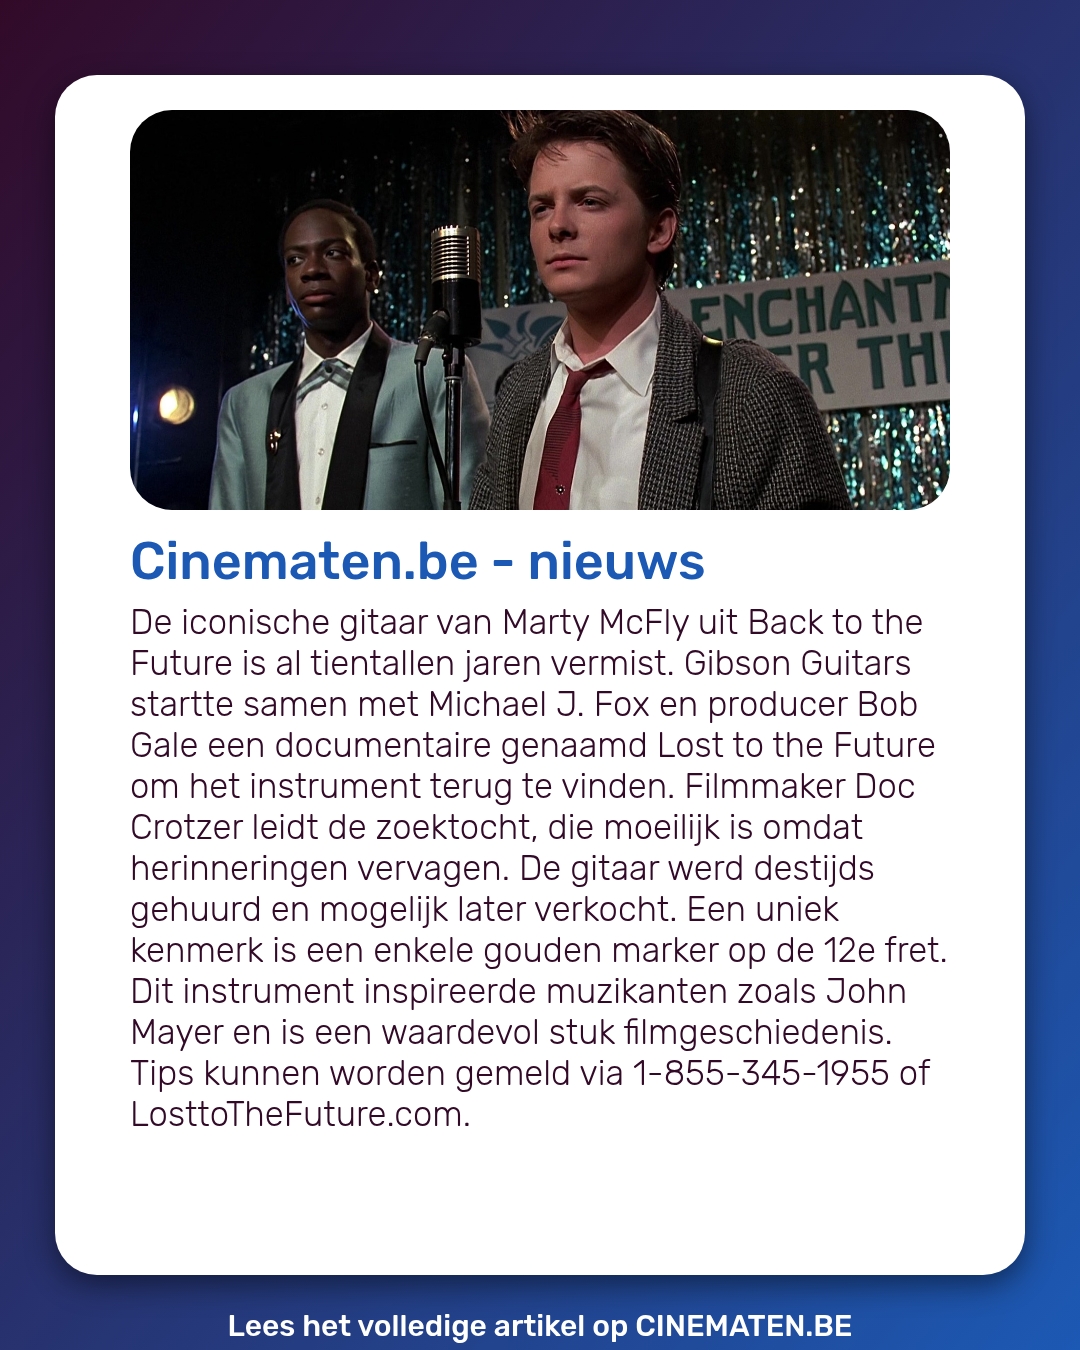 ENCHANTM
ER THE
Cinematen.be - nieuws
De iconische gitaar van Marty McFly uit Back to the
Future is al tientallen jaren vermist. Gibson Guitars
startte samen met Michael J. Fox en producer Bob
Gale een documentaire genaamd Lost to the Future
om het instrument terug te vinden. Filmmaker Doc
Crotzer leidt de zoektocht, die moeilijk is omdat
herinneringen vervagen. De gitaar werd destijds
gehuurd en mogelijk later verkocht. Een uniek
kenmerk is een enkele gouden marker op de 12e fret.
Dit instrument inspireerde muzikanten zoals John
Mayer en is een waardevol stuk filmgeschiedenis.
Tips kunnen worden gemeld via 1-855-345-1955 of
LosttoTheFuture.com.
Lees het volledige artikel op CINEMATEN.BE